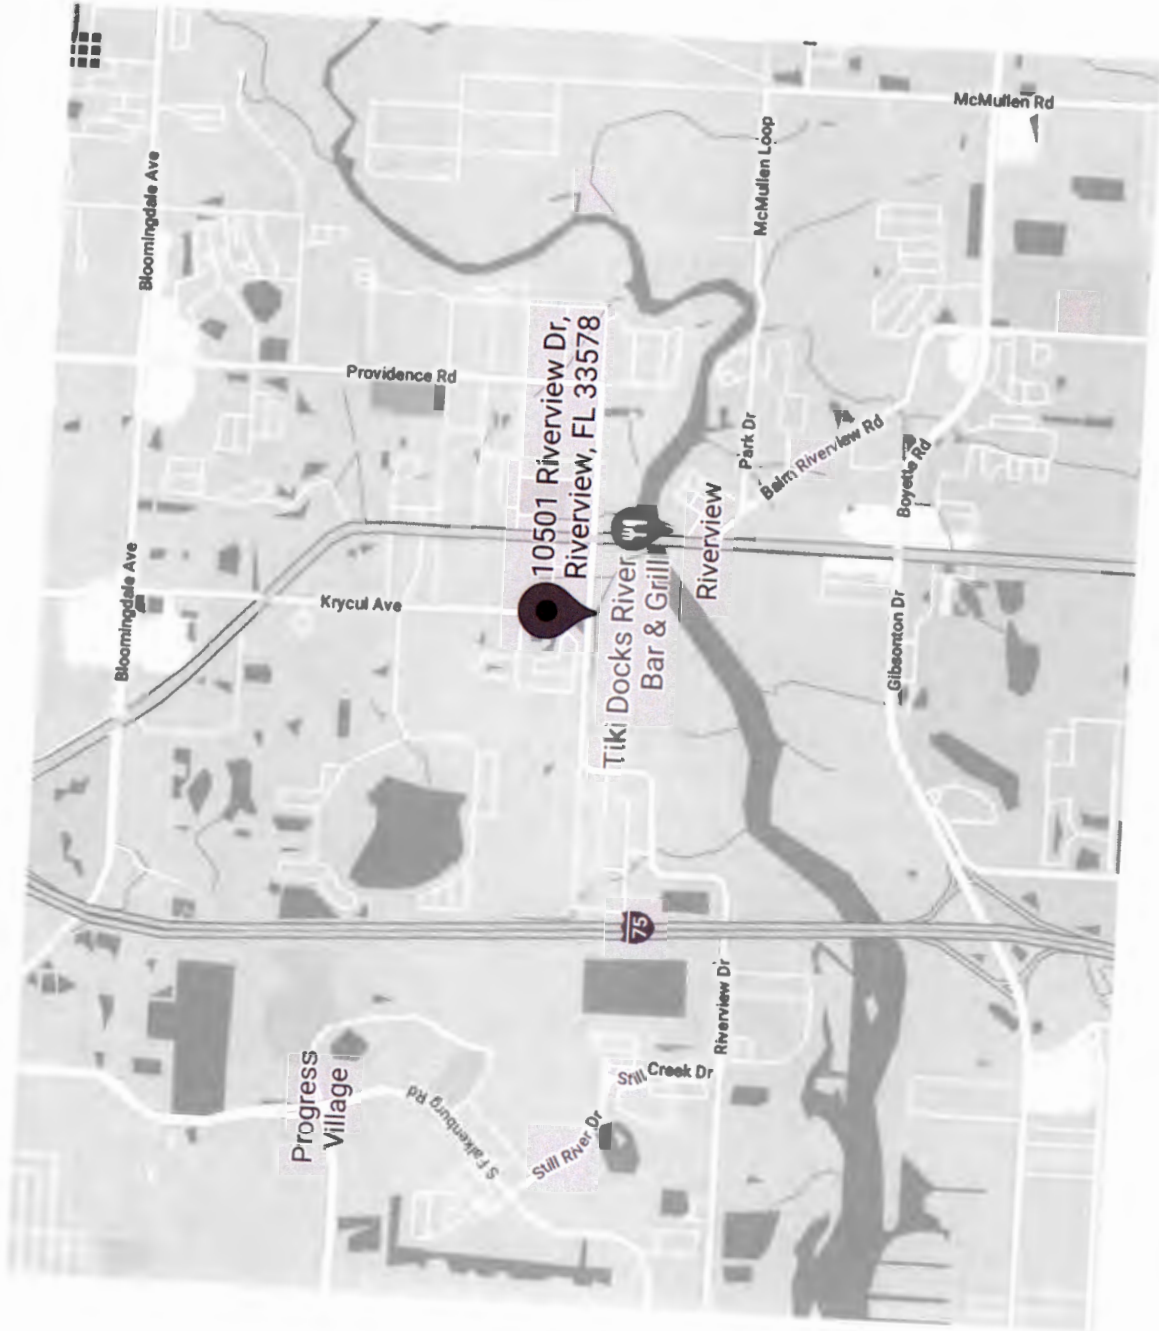 Bloomingdale Ave
Bloomingdale Ave
Providence Rd
Krycul Ave
10501 Riverview Dr,
Riverview, FL 33578
Tiki Docks River
Bar & Grill
Riverview
McMullen Loop
McMullen Rd
Park Dr
Balm Riverview Rd
Boyette Rd
Gibsonton Dr
75
Riverview Dr
Still Creek Dr
Still River Dr
S Falkenburg Rd
Progress
Village